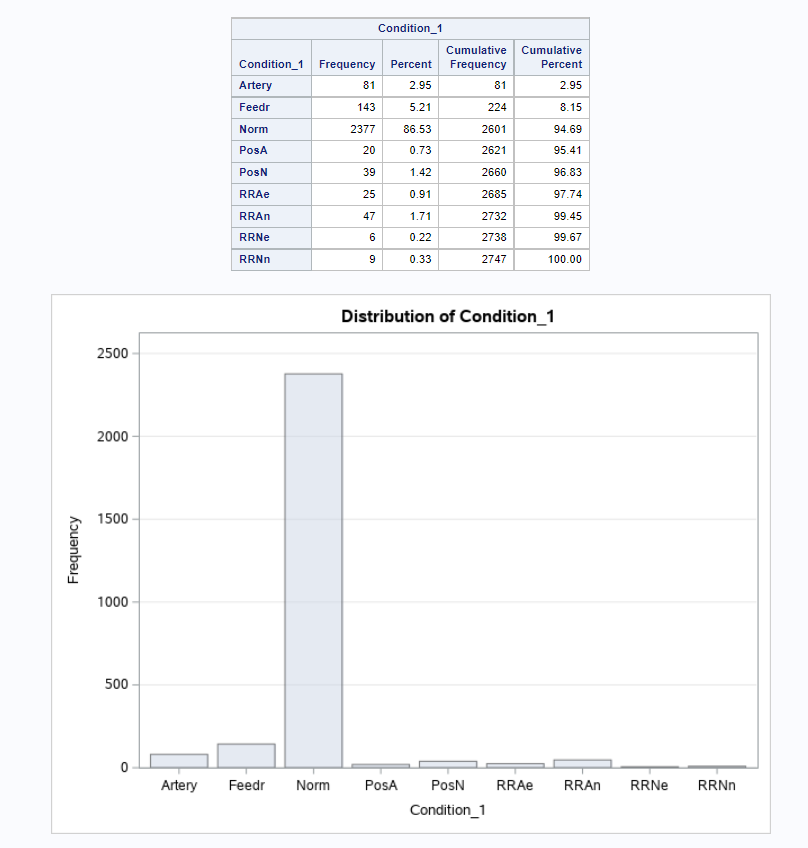 Condition_1
Condition_1 Frequency Percent Cumulative Frequency Cumulative Percent
Artery 81 2.95 81 2.95
Feedr 143 5.21 224 8.15
Norm 2377 86.53 2601 94.69
PosA 20 0.73 2621 95.41
PosN 39 1.42 2660 96.83
RRAe 25 0.91 2685 97.74
RRAn 47 1.71 2732 99.45
RRNe 6 0.22 2738 99.67
RRNn 9 0.33 2747 100.00
Distribution of Condition_1
2500
2000
1500
1000
500
0
Frequency
Artery Feedr Norm PosA PosN RRAe RRAn RRNe RRNn
Condition_1